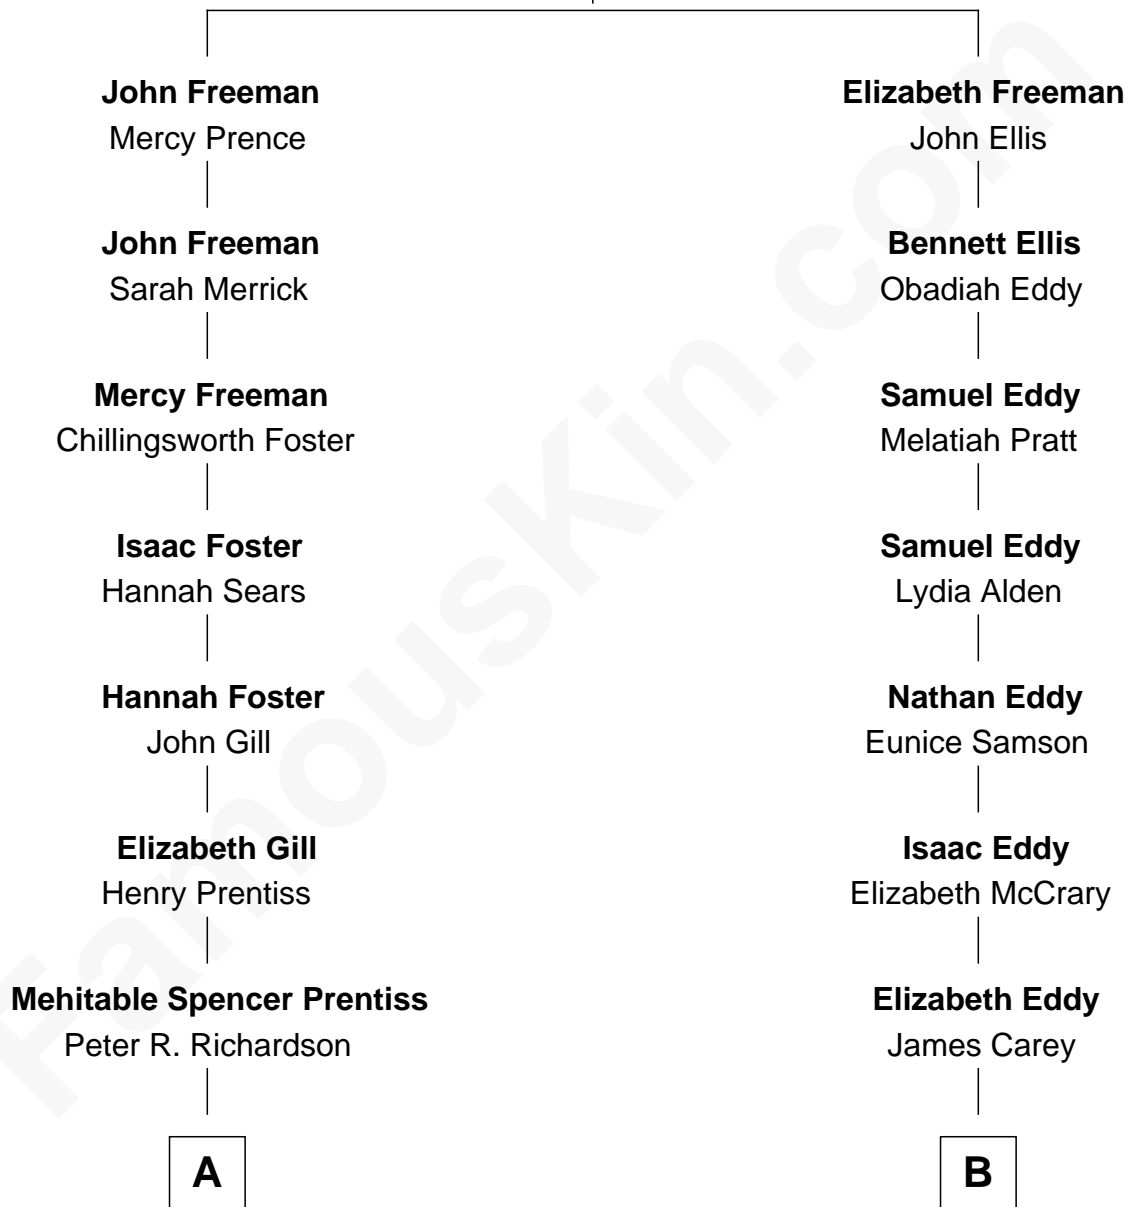 John Freeman
Mercy Prence
John Freeman
Sarah Merrick
Mercy Freeman
Chillingsworth Foster
Isaac Foster
Hannah Sears
Hannah Foster
John Gill
Elizabeth Gill
Henry Prentiss
Mehitable Spencer Prentiss
Peter R. Richardson
A
Elizabeth Freeman
John Ellis
Bennett Ellis
Obadiah Eddy
Samuel Eddy
Melatiah Pratt
Samuel Eddy
Lydia Alden
Nathan Eddy
Eunice Samson
Isaac Eddy
Elizabeth McCrary
Elizabeth Eddy
James Carey
B
FamousKin.com